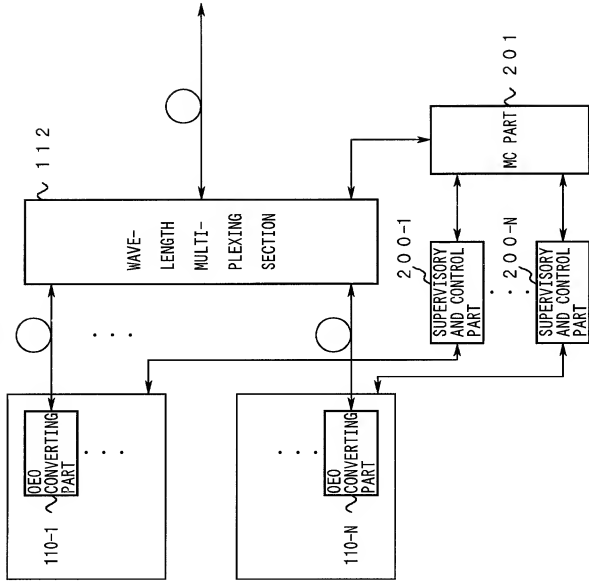 112
WAVE-
LENGTH
MULTI-
PLEXING
SECTION
MC PART
201
200-1
SUPERVISORY
AND CONTROL
PART
200-N
SUPERVISORY
AND CONTROL
PART
OEO
CONVERTING
PART
110-1
OEO
CONVERTING
PART
110-N